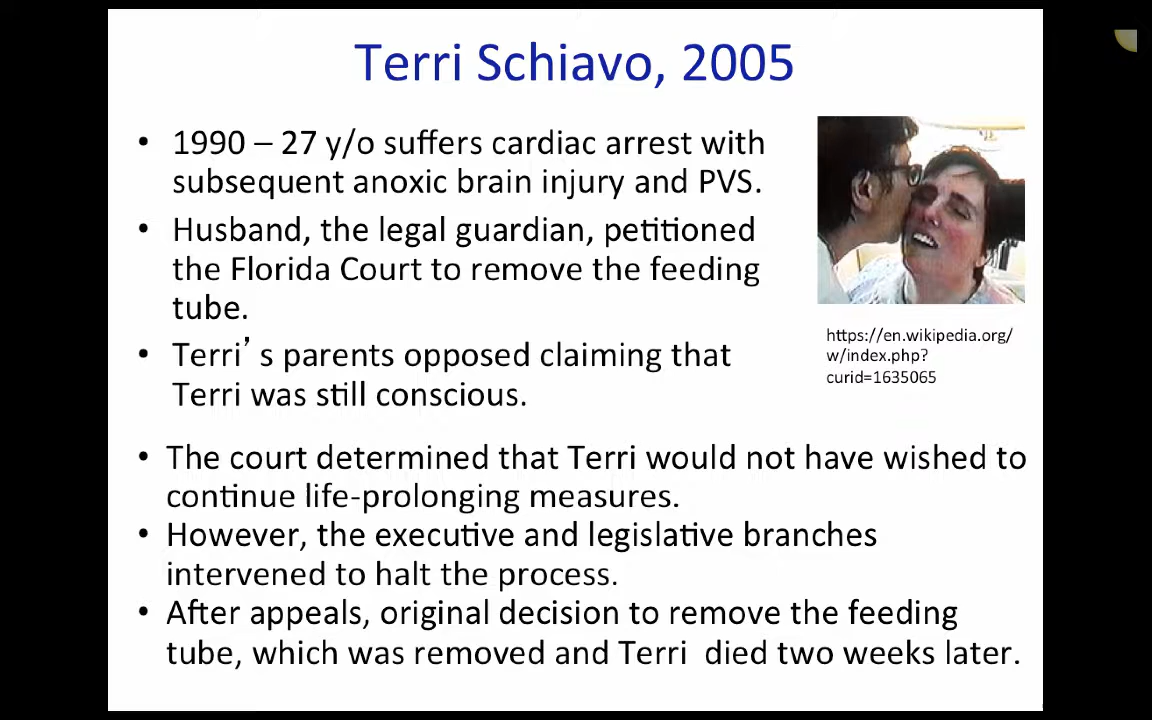 Terri Schiavo, 2005
• 1990 – 27 y/o suffers cardiac arrest with
subsequent anoxic brain injury and PVS.
• Husband, the legal guardian, petitioned
the Florida Court to remove the feeding
tube.
• Terri’s parents opposed claiming that
Terri was still conscious.
https://en.wikipedia.org/
w/index.php?
curid=1635065
• The court determined that Terri would not have wished to
continue life-prolonging measures.
• However, the executive and legislative branches
intervened to halt the process.
• After appeals, original decision to remove the feeding
tube, which was removed and Terri died two weeks later.